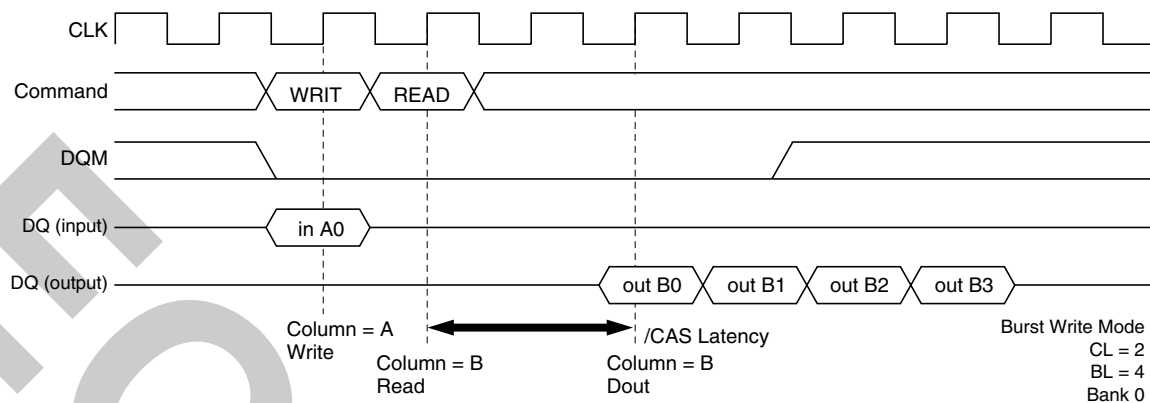 CLK
Command WRIT READ
DQM
DQ (input) in A0
DQ (output) out B0 out B1 out B2 out B3
Column = A
Write
Column = B
Read
/CAS Latency
Column = B
Dout
Burst Write Mode
CL = 2
BL = 4
Bank 0